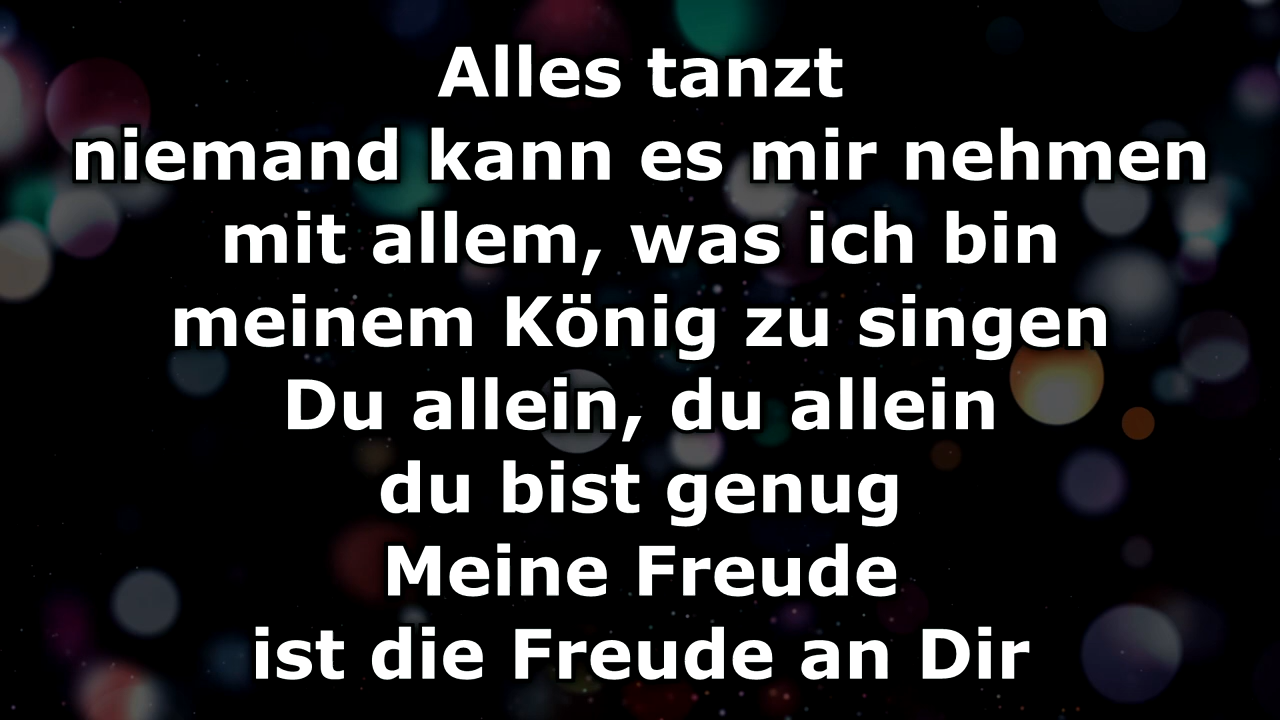 Alles tanzt
niemand kann es mir nehmen
mit allem, was ich bin
meinem König zu singen
Du allein, du allein
du bist genug
Meine Freude
ist die Freude an Dir